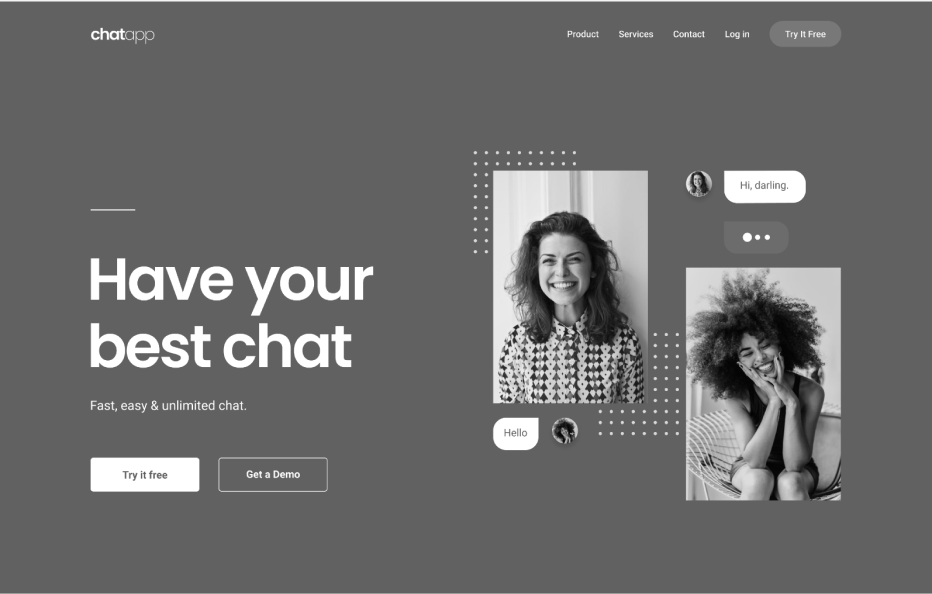 chatapp
Product Services Contact Log in Try It Free
Hi, darling.
Have your
best chat
Fast, easy & unlimited chat.
Hello
Try it free Get a Demo